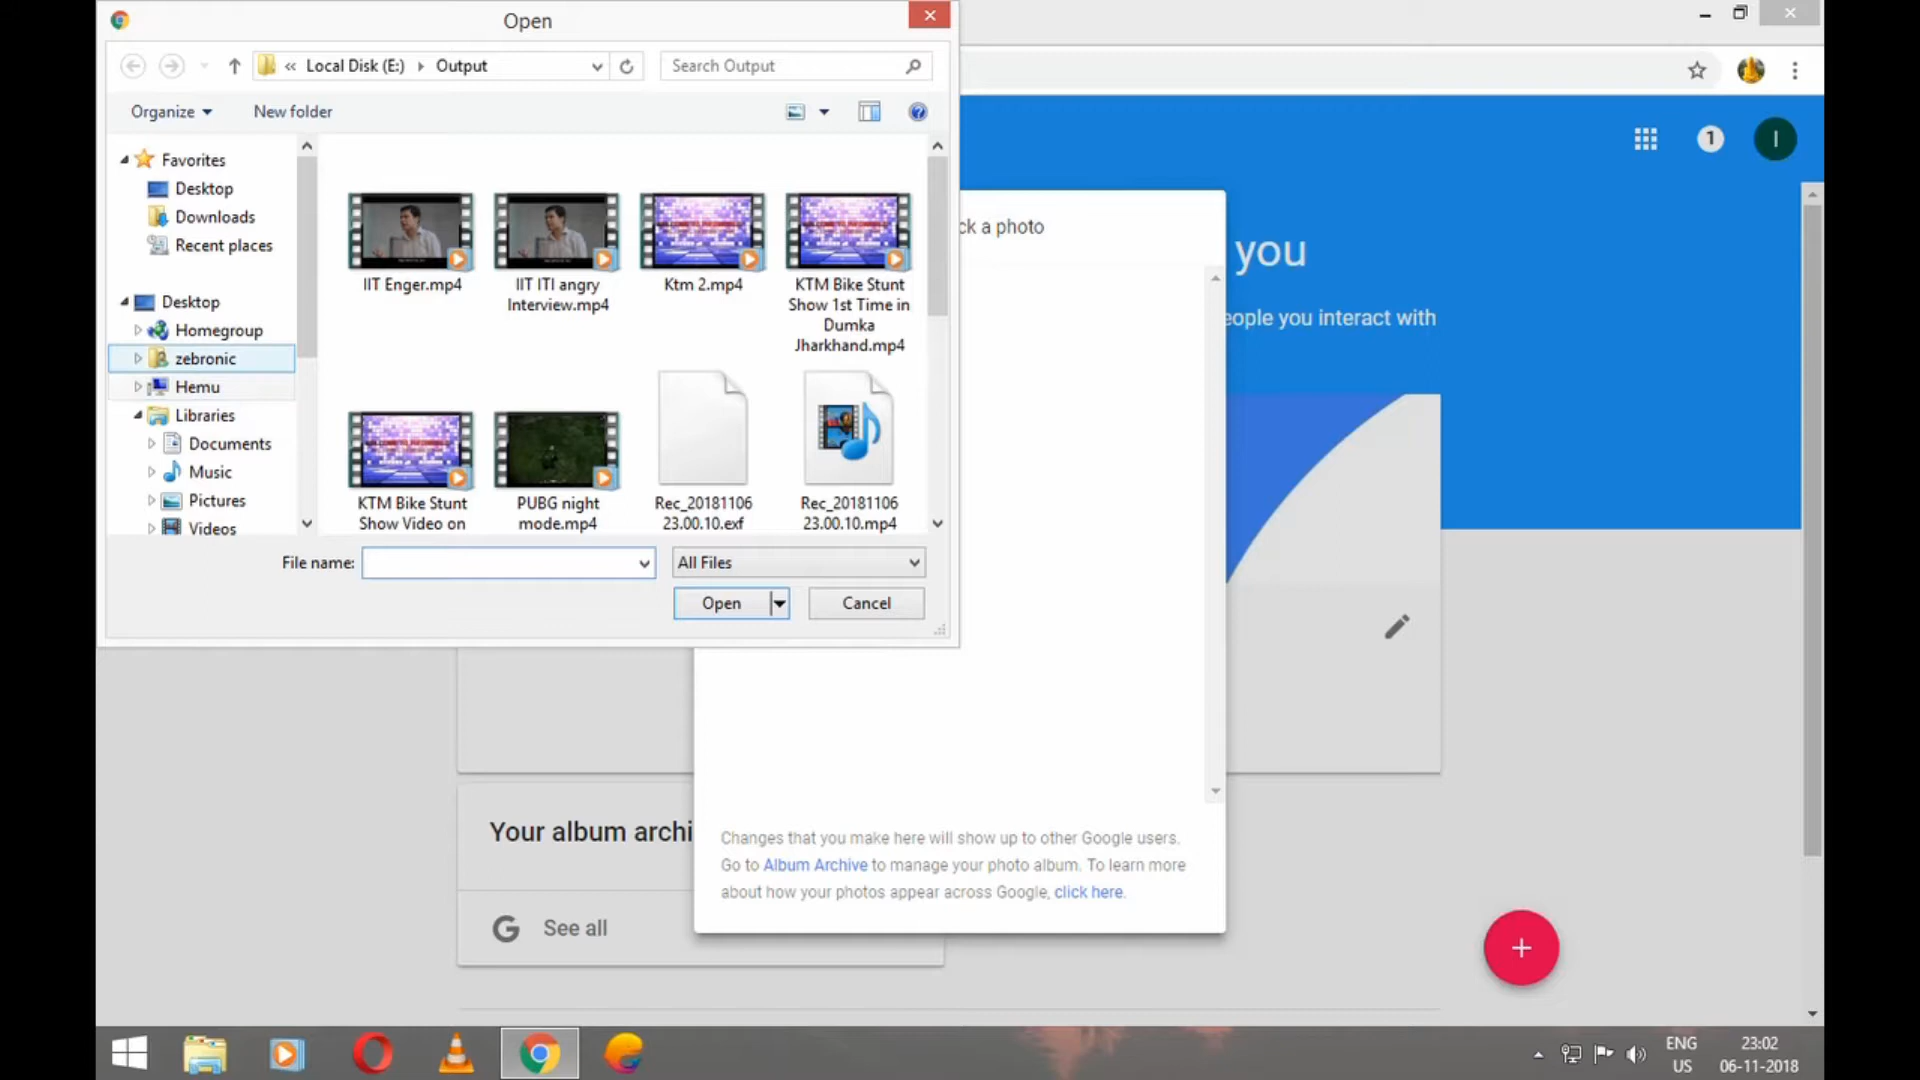 Open
« Local Disk (E:) Output
Search Output
Organize
New folder
Favorites
Desktop
Downloads
Recent places
Desktop
Homegroup
zebronic
Hemu
Libraries
Documents
Music
Pictures
Videos
IIT Enger.mp4
IIT ITI angry
Interview.mp4
Ktm 2.mp4
KTM Bike Stunt
Show 1st Time in
Dumka
Jharkhand.mp4
KTM Bike Stunt
Show Video on
PUBG night
mode.mp4
Rec_20181106
23.00.10.exf
Rec_20181106
23.00.10.mp4
File name:
All Files
Open
Cancel
1
I
ck a photo
you
eople you interact with
Your album archi
See all
Changes that you make here will show up to other Google users.
Go to Album Archive to manage your photo album. To learn more
about how your photos appear across Google, click here.
ENG
US
23:02
06-11-2018